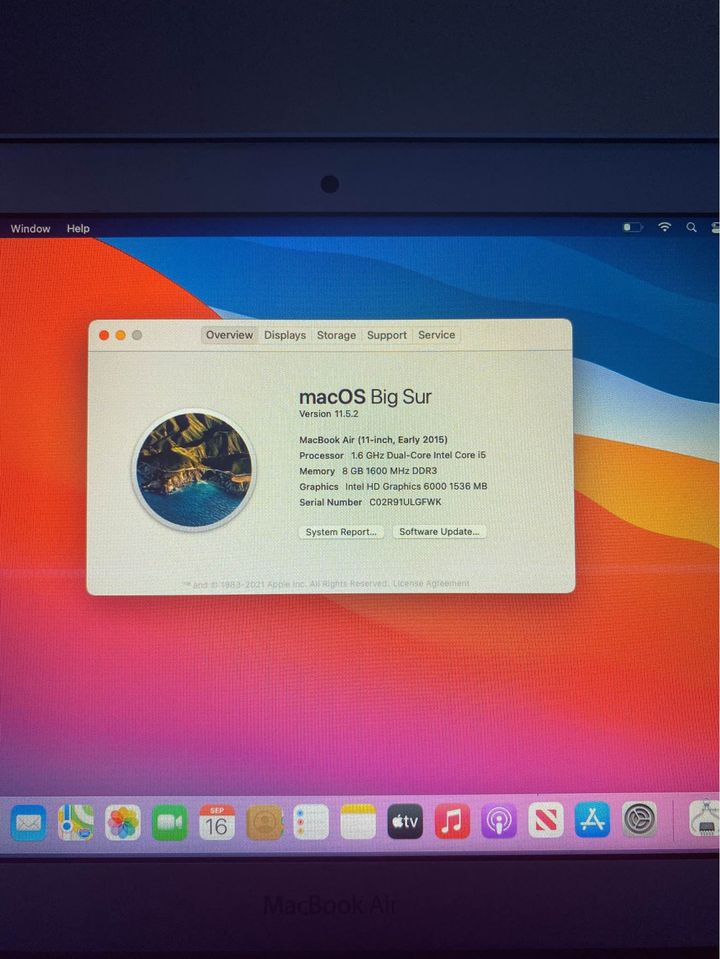 Window Help
Overview Displays Storage Support Service
macOS Big Sur
Version 11.5.2
MacBook Air (11-inch, Early 2015)
Processor 1.6 GHz Dual-Core Intel Core i5
Memory 8 GB 1600 MHz DDR3
Graphics Intel HD Graphics 6000 1536 MB
Serial Number C02R91ULGFWK
System Report... Software Update...
™ and © 1983-2021 Apple Inc. All Rights Reserved. License Agreement
SEP
16
tv
MacBook Air